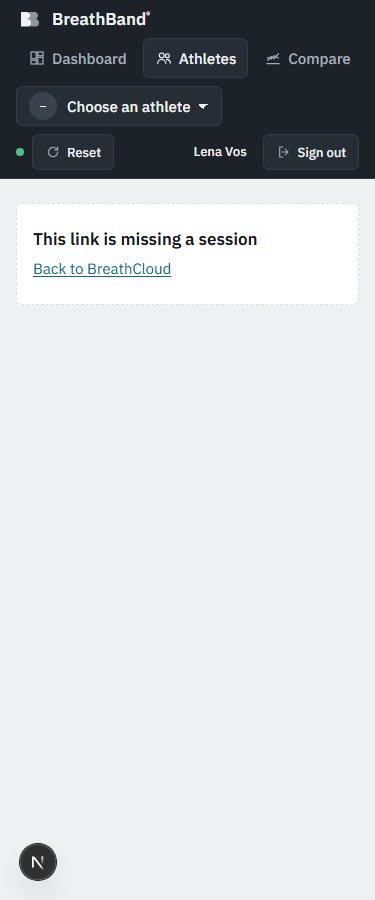 BreathBand®
Dashboard
Athletes
Compare
– Choose an athlete
Reset
Lena Vos
Sign out
This link is missing a session
Back to BreathCloud
N